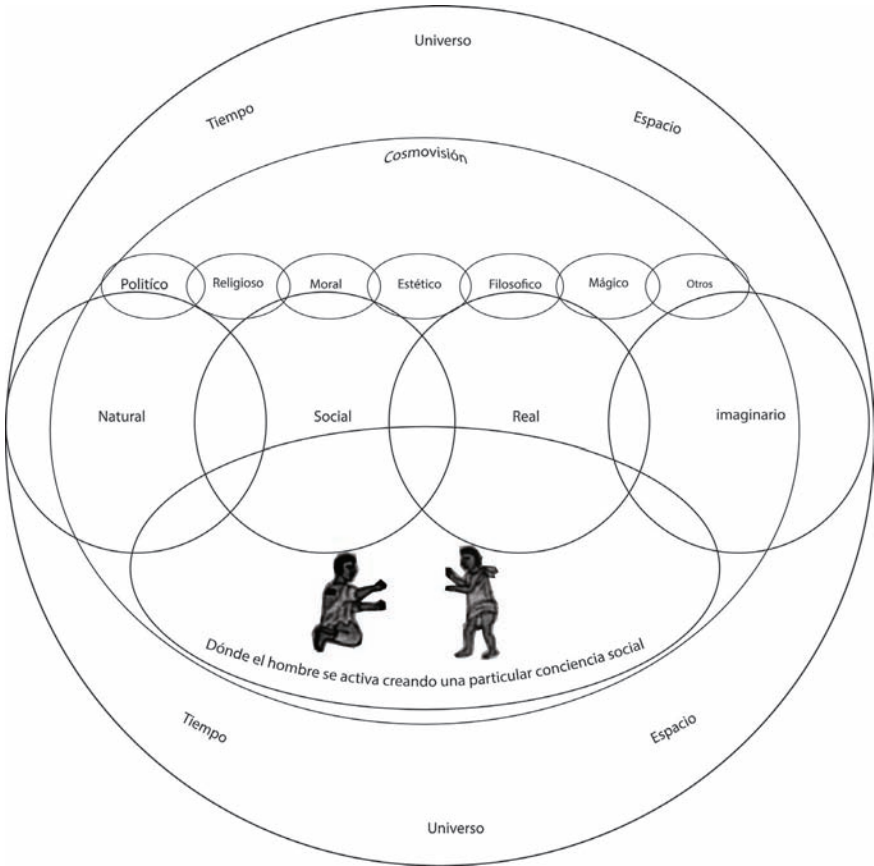 Universo
Tiempo
Espacio
Cosmovisión
Politíco
Religioso
Moral
Estético
Filosofico
Mágico
Otros
Natural
Social
Real
imaginario
Dónde el hombre se activa creando una particular conciencia social
Tiempo
Espacio
Universo